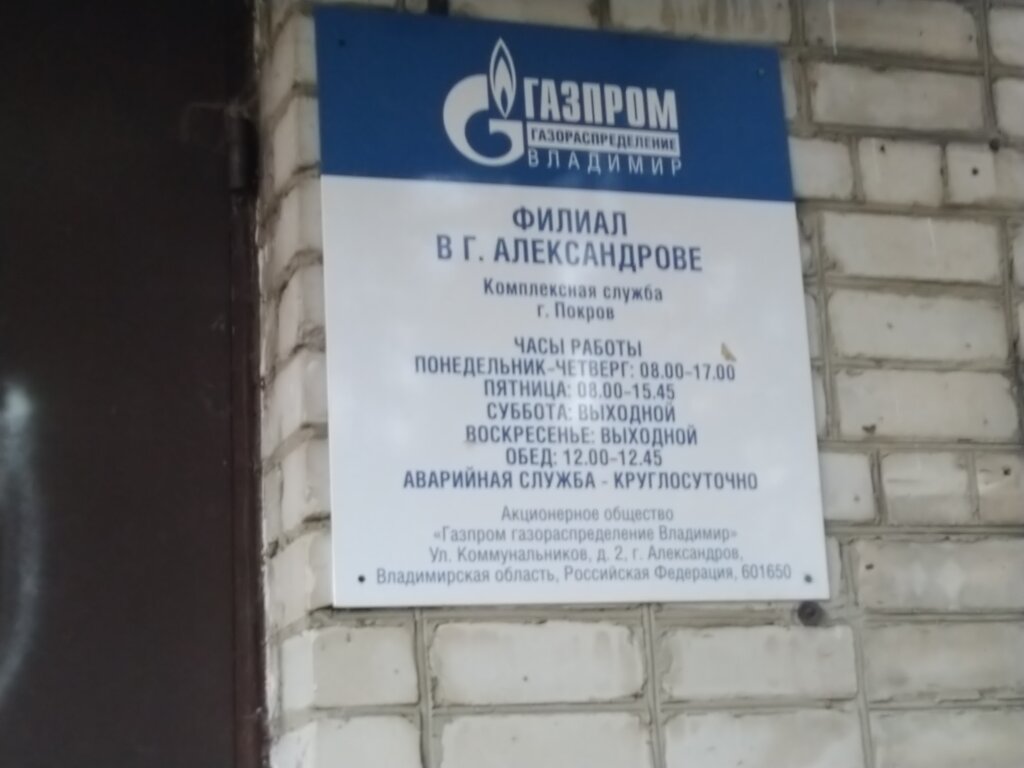 ГАЗПРОМ
ГАЗОРАСПРЕДЕЛЕНИЕ
ВЛАДИМИР
ФИЛИАЛ
В Г. АЛЕКСАНДРОВЕ
Комплексная служба
г. Покров
ЧАСЫ РАБОТЫ
ПОНЕДЕЛЬНИК-ЧЕТВЕРГ: 08.00-17.00
ПЯТНИЦА: 08.00-15.45
СУББОТА: ВЫХОДНОЙ
ВОСКРЕСЕНЬЕ: ВЫХОДНОЙ
ОБЕД: 12.00-12.45
АВАРИЙНАЯ СЛУЖБА - КРУГЛОСУТОЧНО
Акционерное общество
«Газпром газораспределение Владимир»
Ул. Коммунальников, д. 2, г. Александров,
Владимирская область, Российская Федерация, 601650